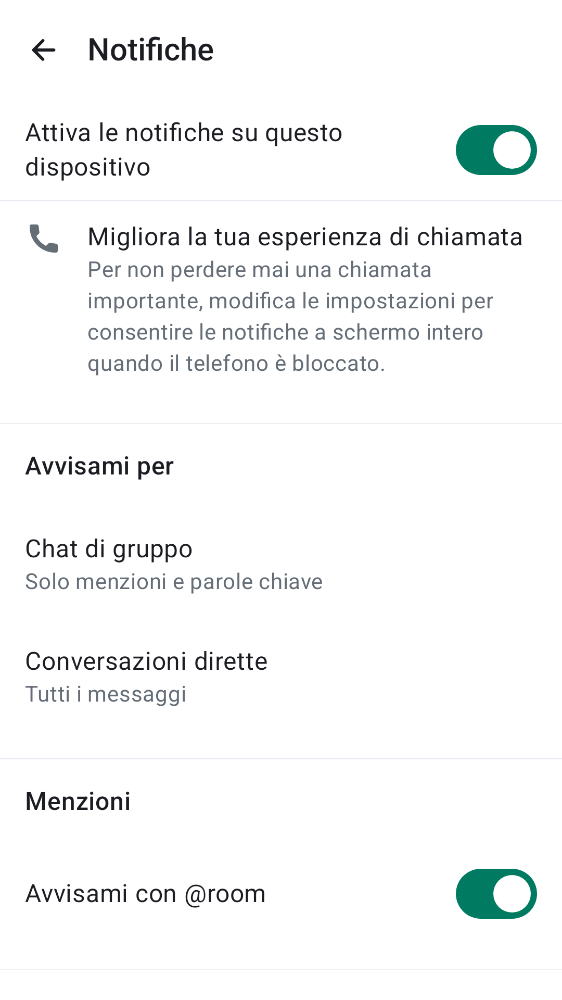 Notifiche
Attiva le notifiche su questo
dispositivo
Migliora la tua esperienza di chiamata
Per non perdere mai una chiamata
importante, modifica le impostazioni per
consentire le notifiche a schermo intero
quando il telefono è bloccato.
Avvisami per
Chat di gruppo
Solo menzioni e parole chiave
Conversazioni dirette
Tutti i messaggi
Menzioni
Avvisami con @room